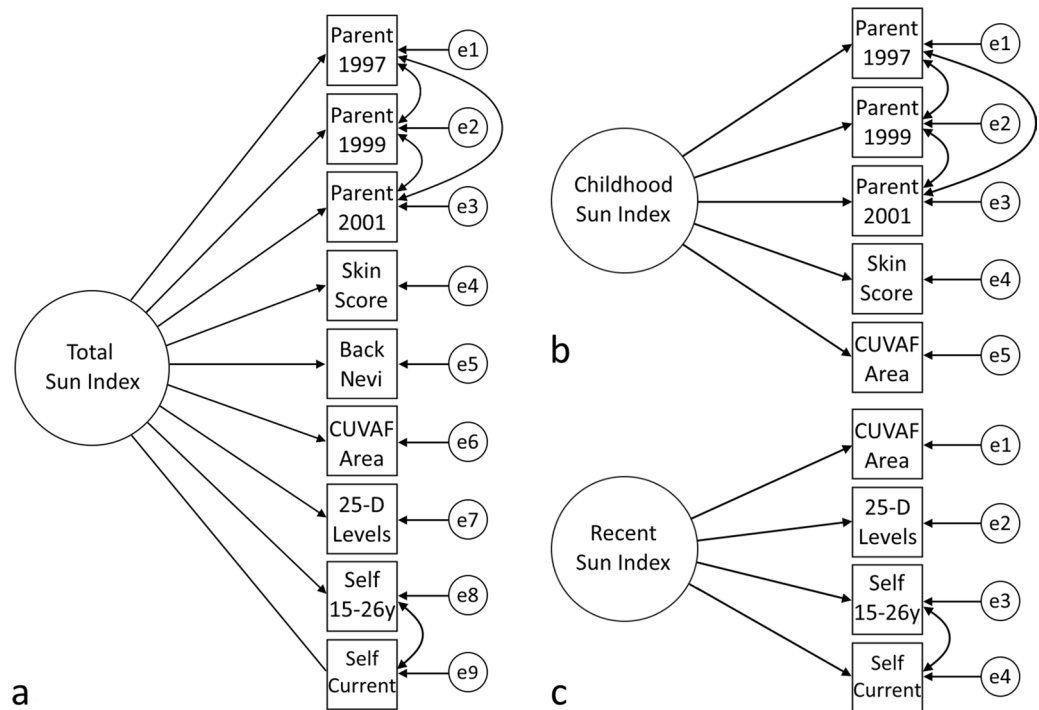 Parent
1997
e1
Parent
1999
e2
Parent
2001
e3
Skin
Score
e4
Total
Sun Index
Back
Nevi
e5
CUVAF
Area
e6
25-D
Levels
e7
Self
15-26y
e8
Self
Current
e9
a
Parent
1997
e1
Parent
1999
e2
Childhood
Sun Index
Parent
2001
e3
Skin
Score
e4
CUVAF
Area
e5
b
CUVAF
Area
e1
25-D
Levels
e2
Recent
Sun Index
Self
15-26y
e3
Self
Current
e4
c